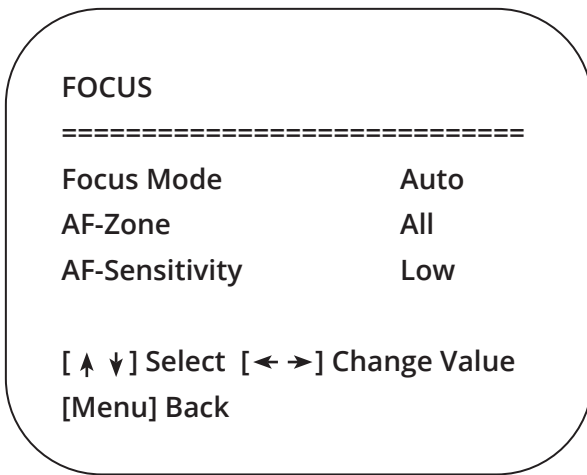 FOCUS
=============================
Focus Mode Auto
AF-Zone All
AF-Sensitivity Low
[ ↑ ↓ ] Select [← →] Change Value
[Menu] Back